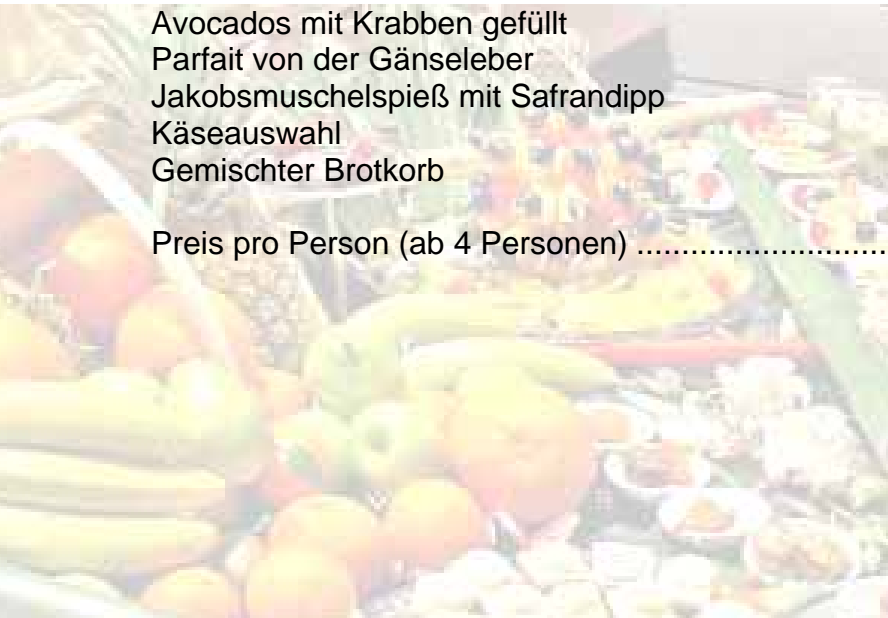 Avocados mit Krabben gefüllt
Parfait von der Gänseleber
Jakobsmuschelspieß mit Safrandipp
Käseauswahl
Gemischter Brotkorb
Preis pro Person (ab 4 Personen) ............................